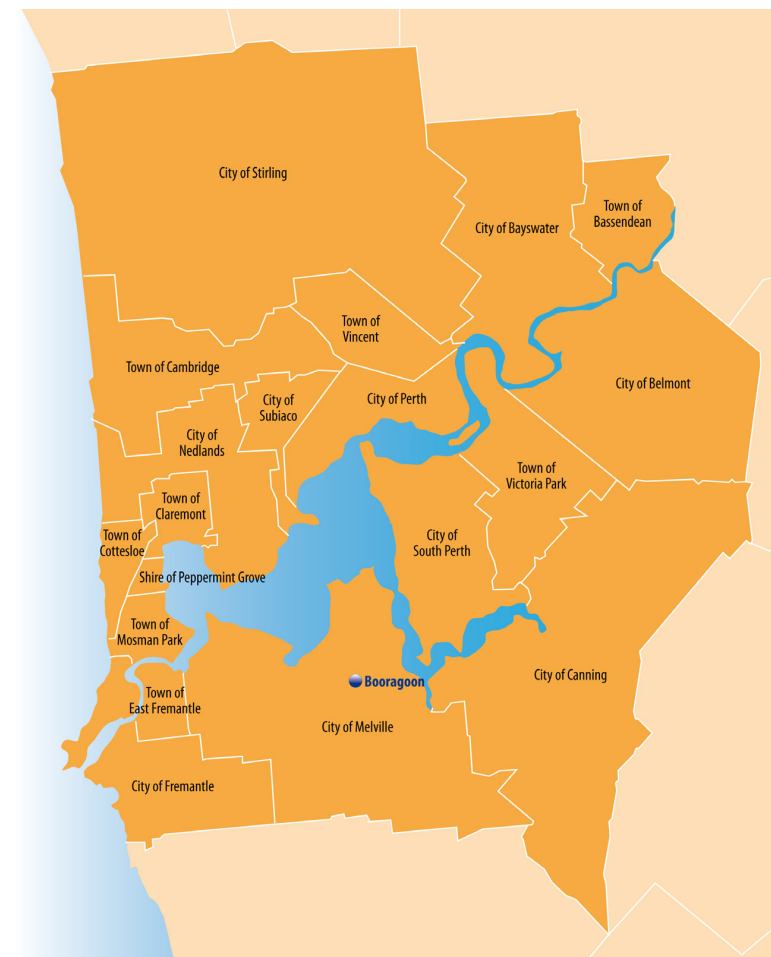 City of Stirling
Town of
Bassendean
City of Bayswater
Town of
Vincent
Town of Cambridge
City of Belmont
City of
Subiaco
City of Perth
City of
Nedlands
Town of
Victoria Park
Town of
Claremont
Town of
Cottesloe
City of
South Perth
Shire of Peppermint Grove
Town of
Mosman Park
City of Canning
Booragoon
Town of
East Fremantle
City of Melville
City of Fremantle